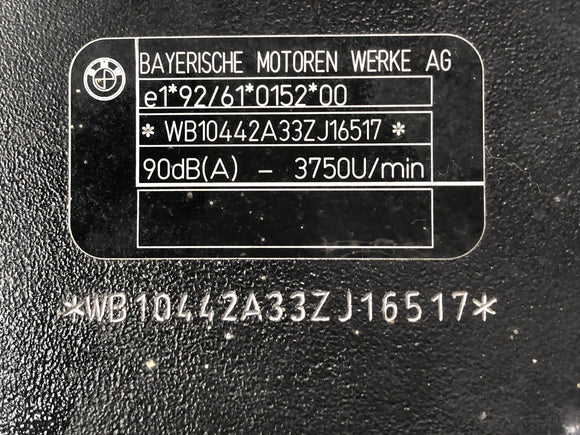 BAYERISCHE MOTOREN WERKE AG
e1*92/61*0152*00
* WB10442A33ZJ16517 *
90dB(A) – 3750U/min
*WB10442A33ZJ16517*